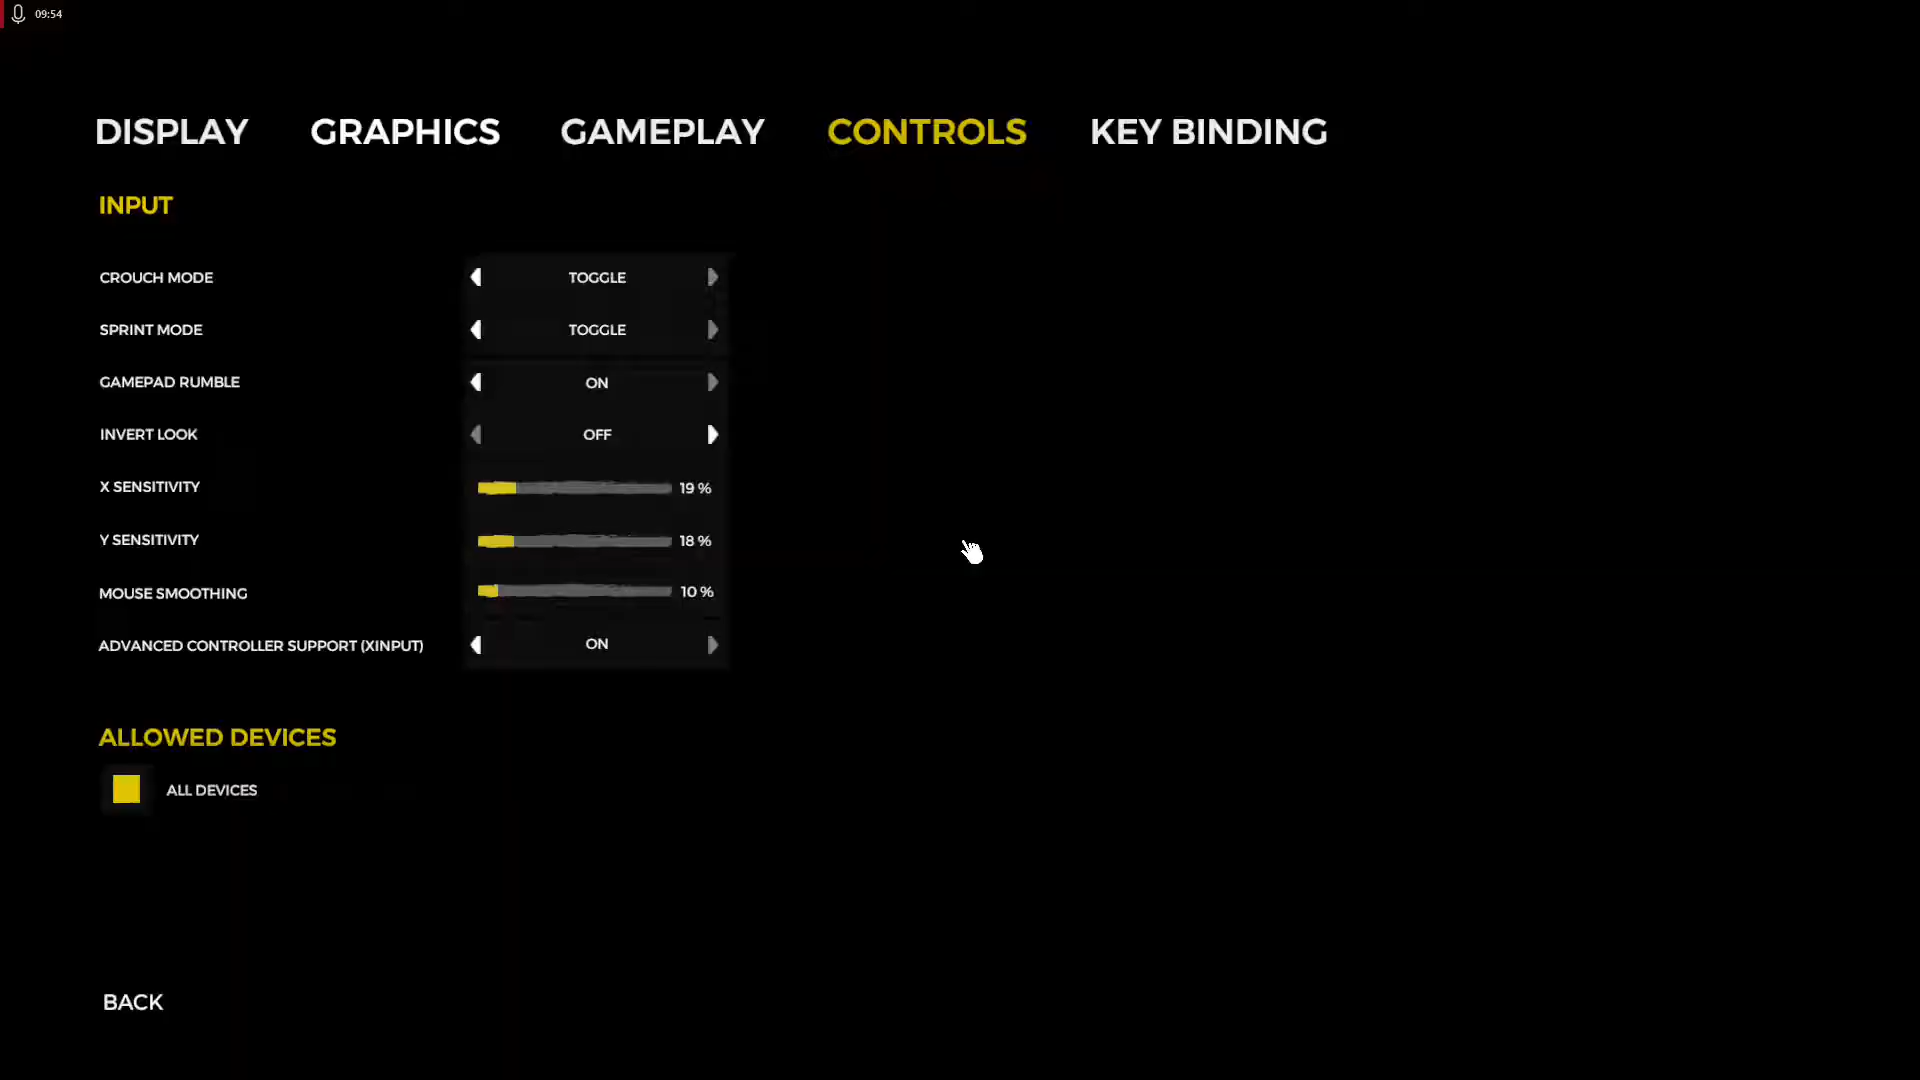 09:54
DISPLAY GRAPHICS GAMEPLAY CONTROLS KEY BINDING
INPUT
CROUCH MODE TOGGLE
SPRINT MODE TOGGLE
GAMEPAD RUMBLE ON
INVERT LOOK OFF
X SENSITIVITY 19 %
Y SENSITIVITY 18 %
MOUSE SMOOTHING 10 %
ADVANCED CONTROLLER SUPPORT (XINPUT) ON
ALLOWED DEVICES
ALL DEVICES
BACK